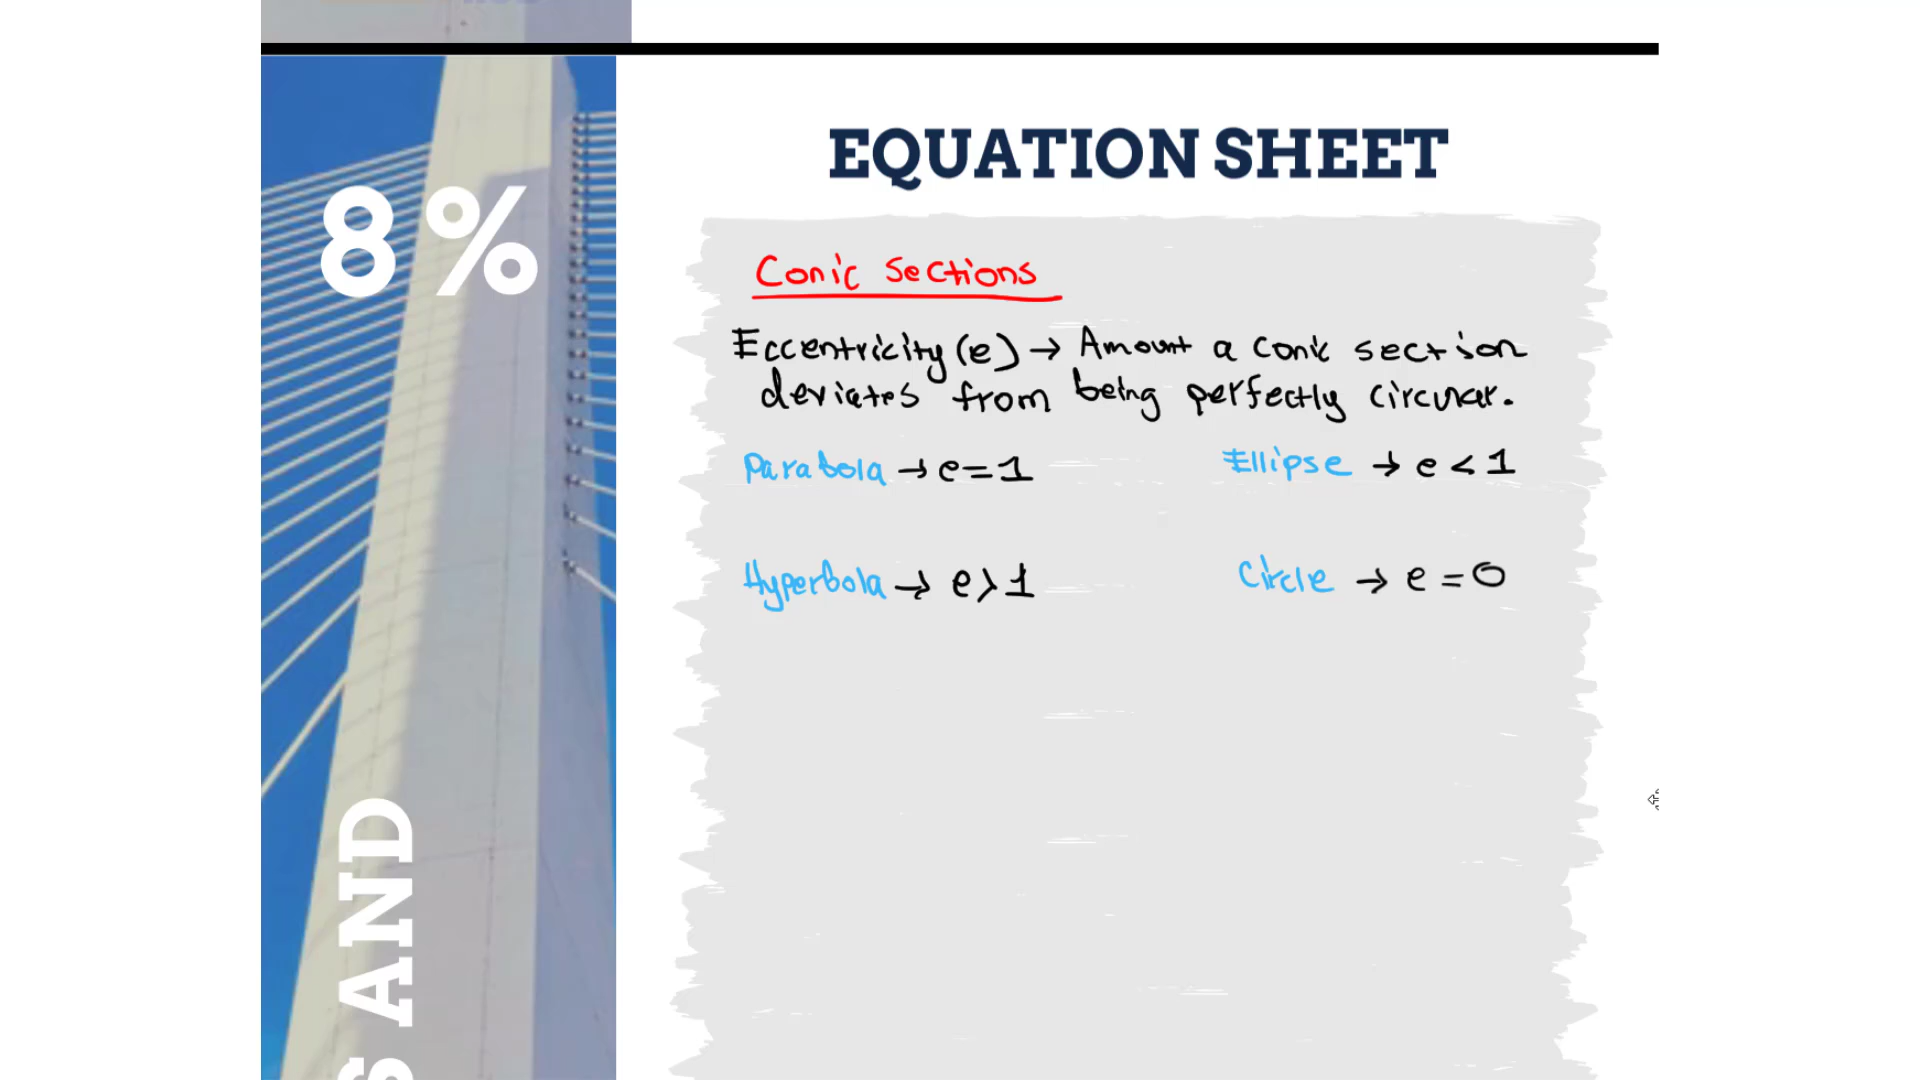 8%
S AND
EQUATION SHEET
Conic Sections
Eccentricity (e) → Amount a conic section
deviates from being perfectly circular.
Parabola → e = 1
Ellipse → e < 1
Hyperbola → e > 1
Circle → e = 0